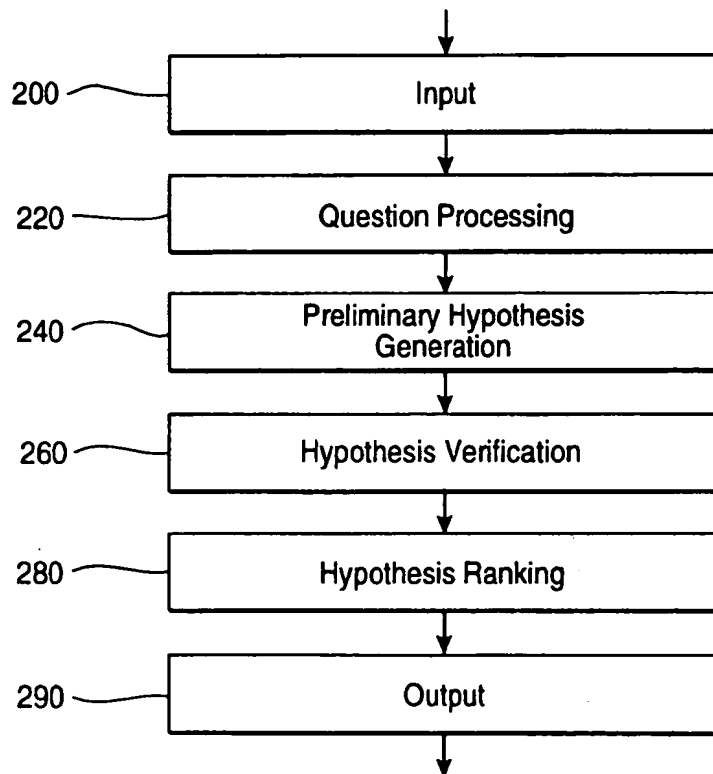 200
Input
220
Question Processing
240
Preliminary Hypothesis
Generation
260
Hypothesis Verification
280
Hypothesis Ranking
290
Output